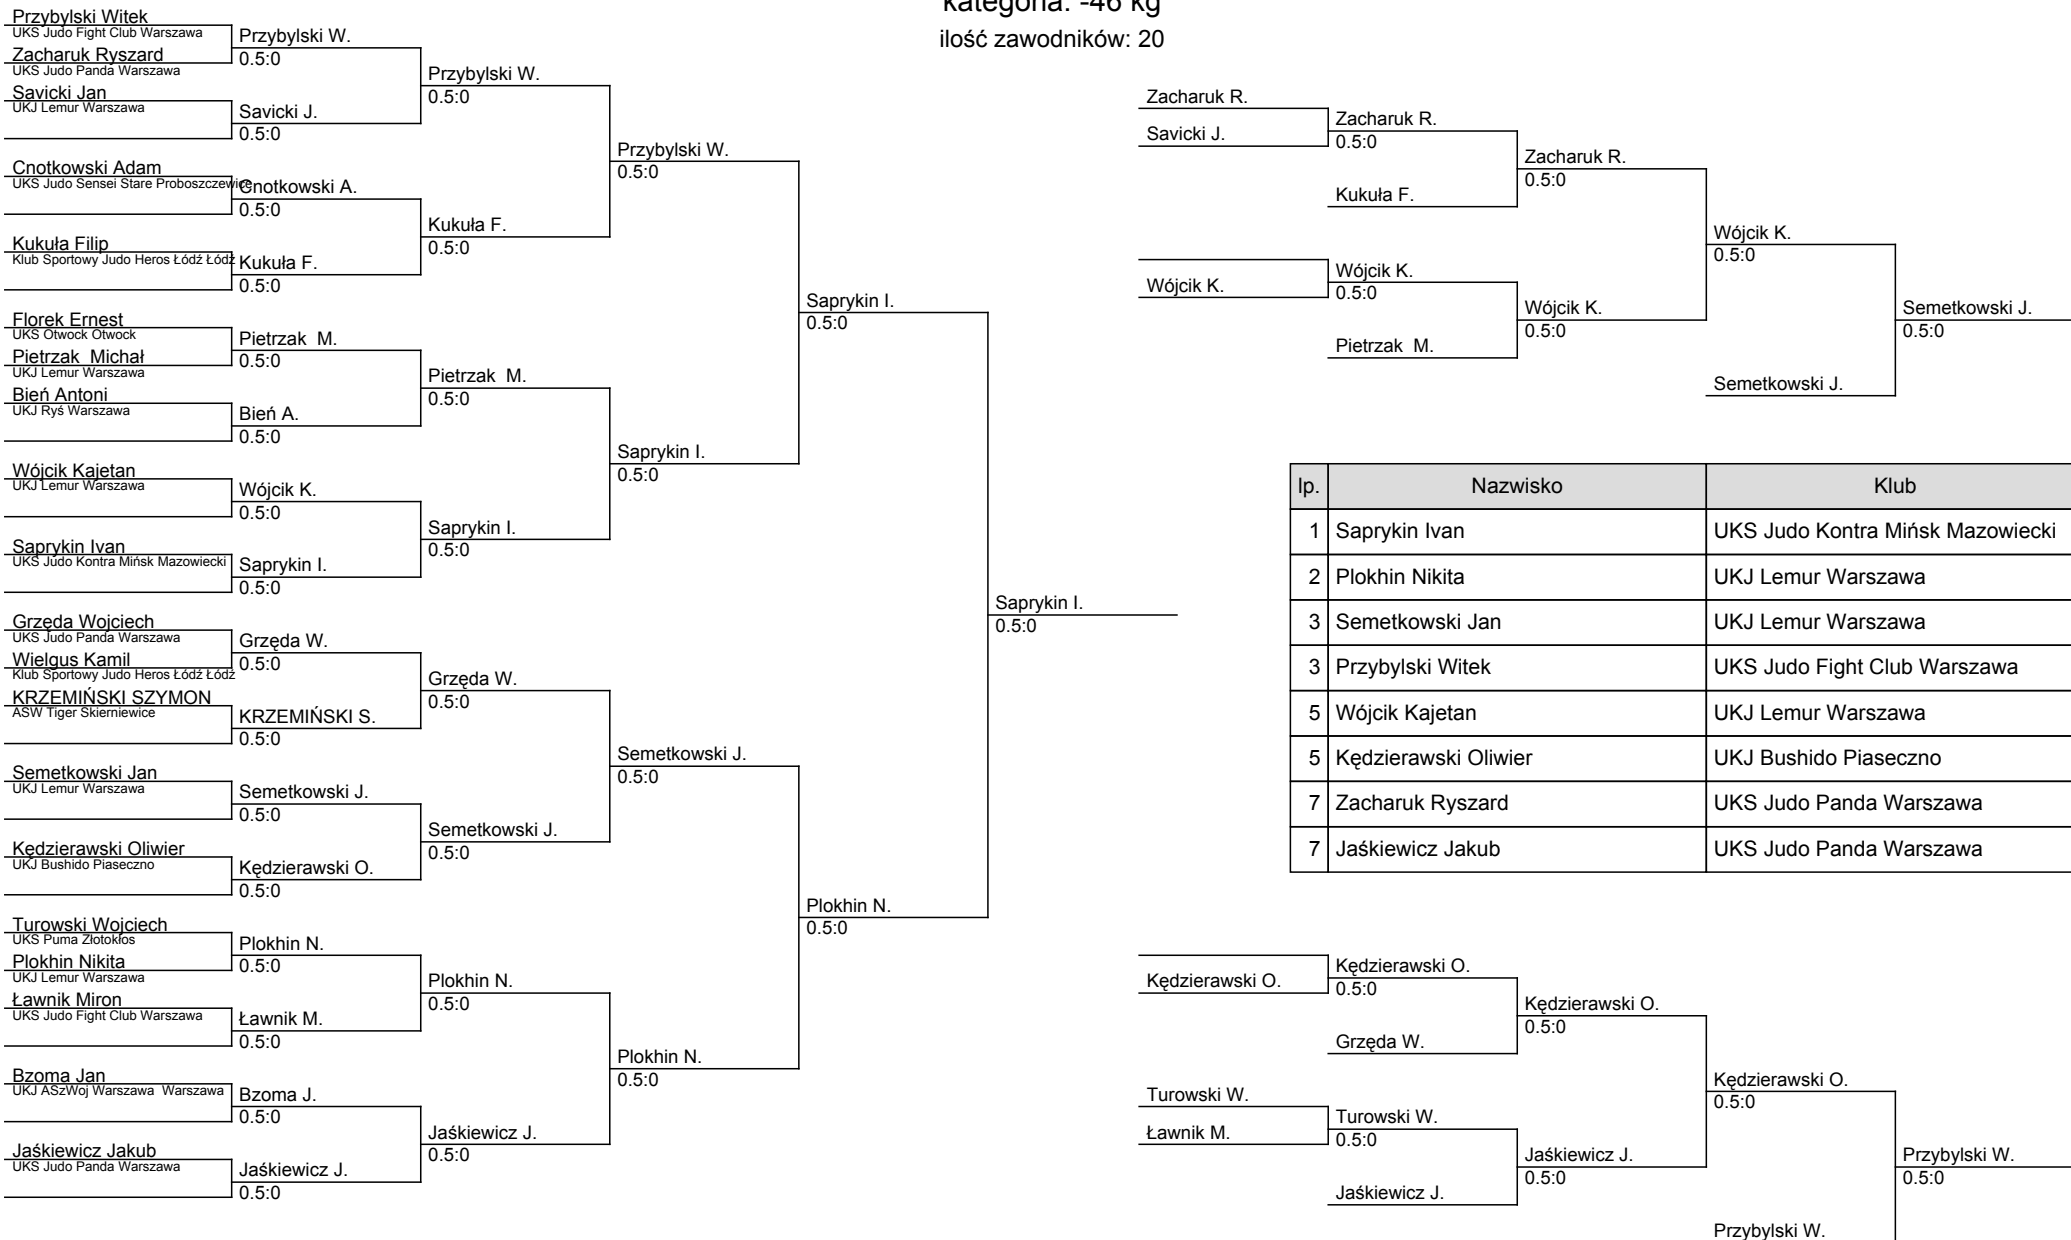 kategoria: -46 kg
ilość zawodników: 20
Przybylski Witek
UKS Judo Fight Club Warszawa
Zacharuk Ryszard
UKS Judo Panda Warszawa
Savicki Jan
UKJ Lemur Warszawa
Cnotkowski Adam
UKS Judo Sensei Stare Proboszczewice
Kukuła Filip
Klub Sportowy Judo Heros Łódź Łódź
Florek Ernest
UKS Otwock Otwock
Pietrzak  Michał
UKJ Lemur Warszawa
Bień Antoni
UKJ Ryś Warszawa
Wójcik Kajetan
UKJ Lemur Warszawa
Saprykin Ivan
UKS Judo Kontra Mińsk Mazowiecki
Grzęda Wojciech
UKS Judo Panda Warszawa
Wielgus Kamil
Klub Sportowy Judo Heros Łódź Łódź
KRZEMIŃSKI SZYMON
ASW Tiger Skierniewice
Semetkowski Jan
UKJ Lemur Warszawa
Kędzierawski Oliwier
UKJ Bushido Piaseczno
Turowski Wojciech
UKS Puma Złotokłos
Plokhin Nikita
UKJ Lemur Warszawa
Ławnik Miron
UKS Judo Fight Club Warszawa
Bzoma Jan
UKJ ASzWoj Warszawa  Warszawa
Jaśkiewicz Jakub
UKS Judo Panda Warszawa
Przybylski W.
0.5:0
Savicki J.
0.5:0
Cnotkowski A.
0.5:0
Kukuła F.
0.5:0
Pietrzak  M.
0.5:0
Bień A.
0.5:0
Wójcik K.
0.5:0
Saprykin I.
0.5:0
Grzęda W.
0.5:0
KRZEMIŃSKI S.
0.5:0
Semetkowski J.
0.5:0
Kędzierawski O.
0.5:0
Plokhin N.
0.5:0
Ławnik M.
0.5:0
Bzoma J.
0.5:0
Jaśkiewicz J.
0.5:0
Przybylski W.
0.5:0
Kukuła F.
0.5:0
Pietrzak  M.
0.5:0
Saprykin I.
0.5:0
Grzęda W.
0.5:0
Semetkowski J.
0.5:0
Plokhin N.
0.5:0
Jaśkiewicz J.
0.5:0
Przybylski W.
0.5:0
Saprykin I.
0.5:0
Semetkowski J.
0.5:0
Plokhin N.
0.5:0
Saprykin I.
0.5:0
Plokhin N.
0.5:0
Saprykin I.
0.5:0
Zacharuk R.
Savicki J.
Wójcik K.
Zacharuk R.
0.5:0
Kukuła F.
Wójcik K.
0.5:0
Pietrzak  M.
Zacharuk R.
0.5:0
Wójcik K.
0.5:0
Wójcik K.
0.5:0
Semetkowski J.
Semetkowski J.
0.5:0
lp. Nazwisko Klub
1 Saprykin Ivan UKS Judo Kontra Mińsk Mazowiecki
2 Plokhin Nikita UKJ Lemur Warszawa
3 Semetkowski Jan UKJ Lemur Warszawa
3 Przybylski Witek UKS Judo Fight Club Warszawa
5 Wójcik Kajetan UKJ Lemur Warszawa
5 Kędzierawski Oliwier UKJ Bushido Piaseczno
7 Zacharuk Ryszard UKS Judo Panda Warszawa
7 Jaśkiewicz Jakub UKS Judo Panda Warszawa
Kędzierawski O.
Turowski W.
Ławnik M.
Kędzierawski O.
0.5:0
Grzęda W.
Turowski W.
0.5:0
Jaśkiewicz J.
Kędzierawski O.
0.5:0
Jaśkiewicz J.
0.5:0
Kędzierawski O.
0.5:0
Przybylski W.
Przybylski W.
0.5:0